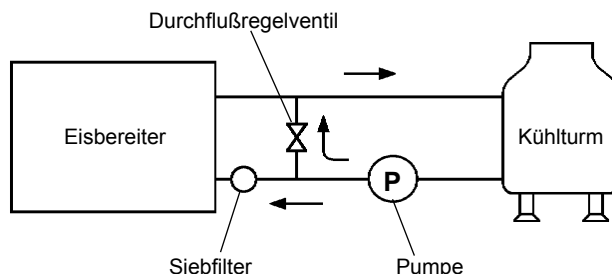 Durchflußregelventil
Eisbereiter
Kühlturm
P
Siebfilter
Pumpe